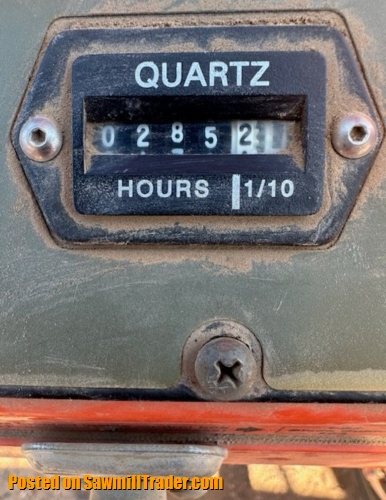 QUARTZ
0 2 8 5 2
HOURS 1/10
Posted on SawmillTrader.com